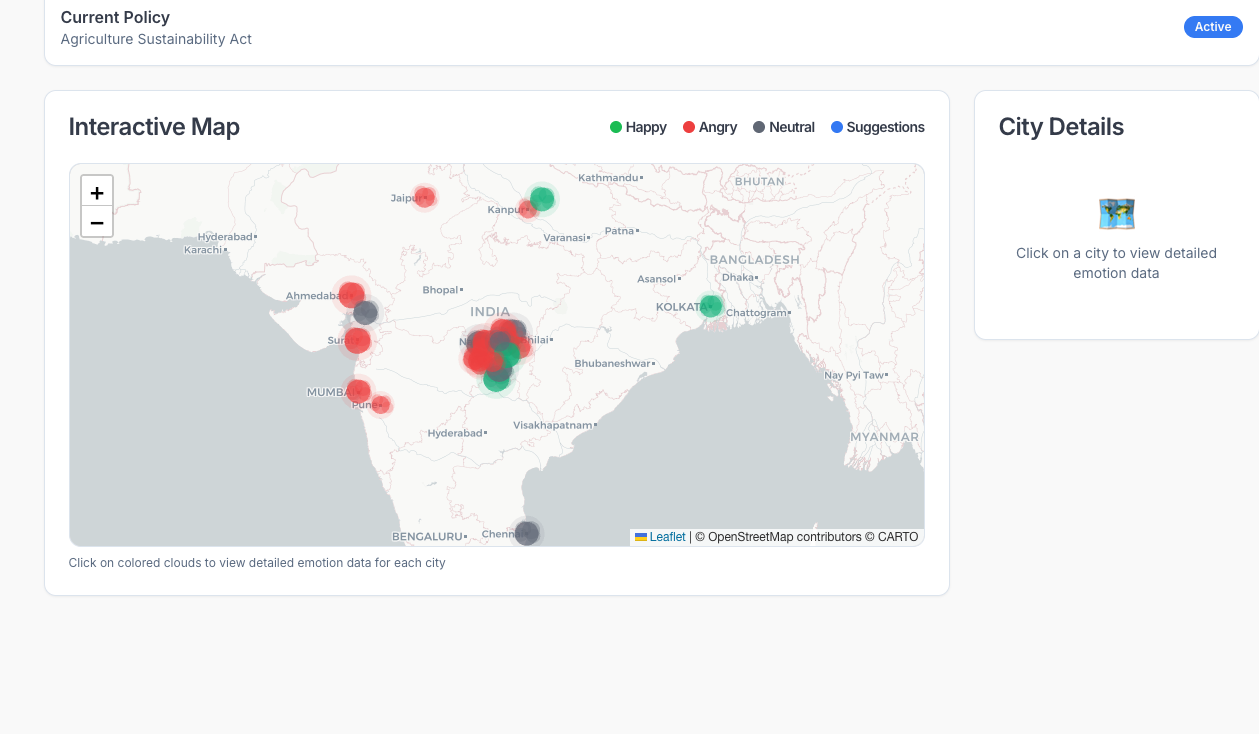 Current Policy
Agriculture Sustainability Act
Active
Interactive Map
Happy
Angry
Neutral
Suggestions
+
−
Kathmandu
BHUTAN
Jaipur
Kanpur
Patna
Varanasi
Hyderabad
Karachi
BANGLADESH
Dhaka
Asansol
Ahmedabad
Bhopal
KOLKATA
Chattogram
INDIA
Surat
Bhilai
Bhubaneshwar
Nay Pyi Taw
MUMBAI
Pune
Visakhapatnam
Hyderabad
MYANMAR
BENGALURU
Chennai
Leaflet | © OpenStreetMap contributors © CARTO
Click on colored clouds to view detailed emotion data for each city
City Details
Click on a city to view detailed
emotion data